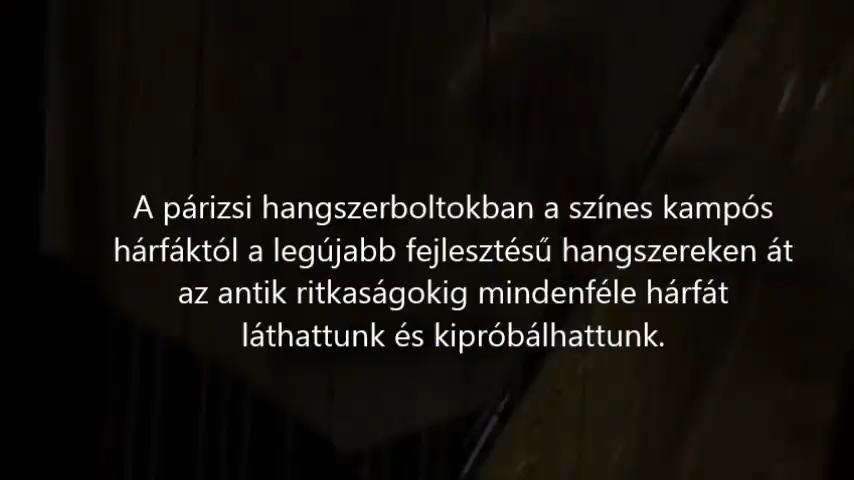 A párizsi hangszerboltokban a színes kampós
hárfáktól a legújabb fejlesztésű hangszereken át
az antik ritkaságokig mindenféle hárfát
láthattunk és kipróbálhattunk.